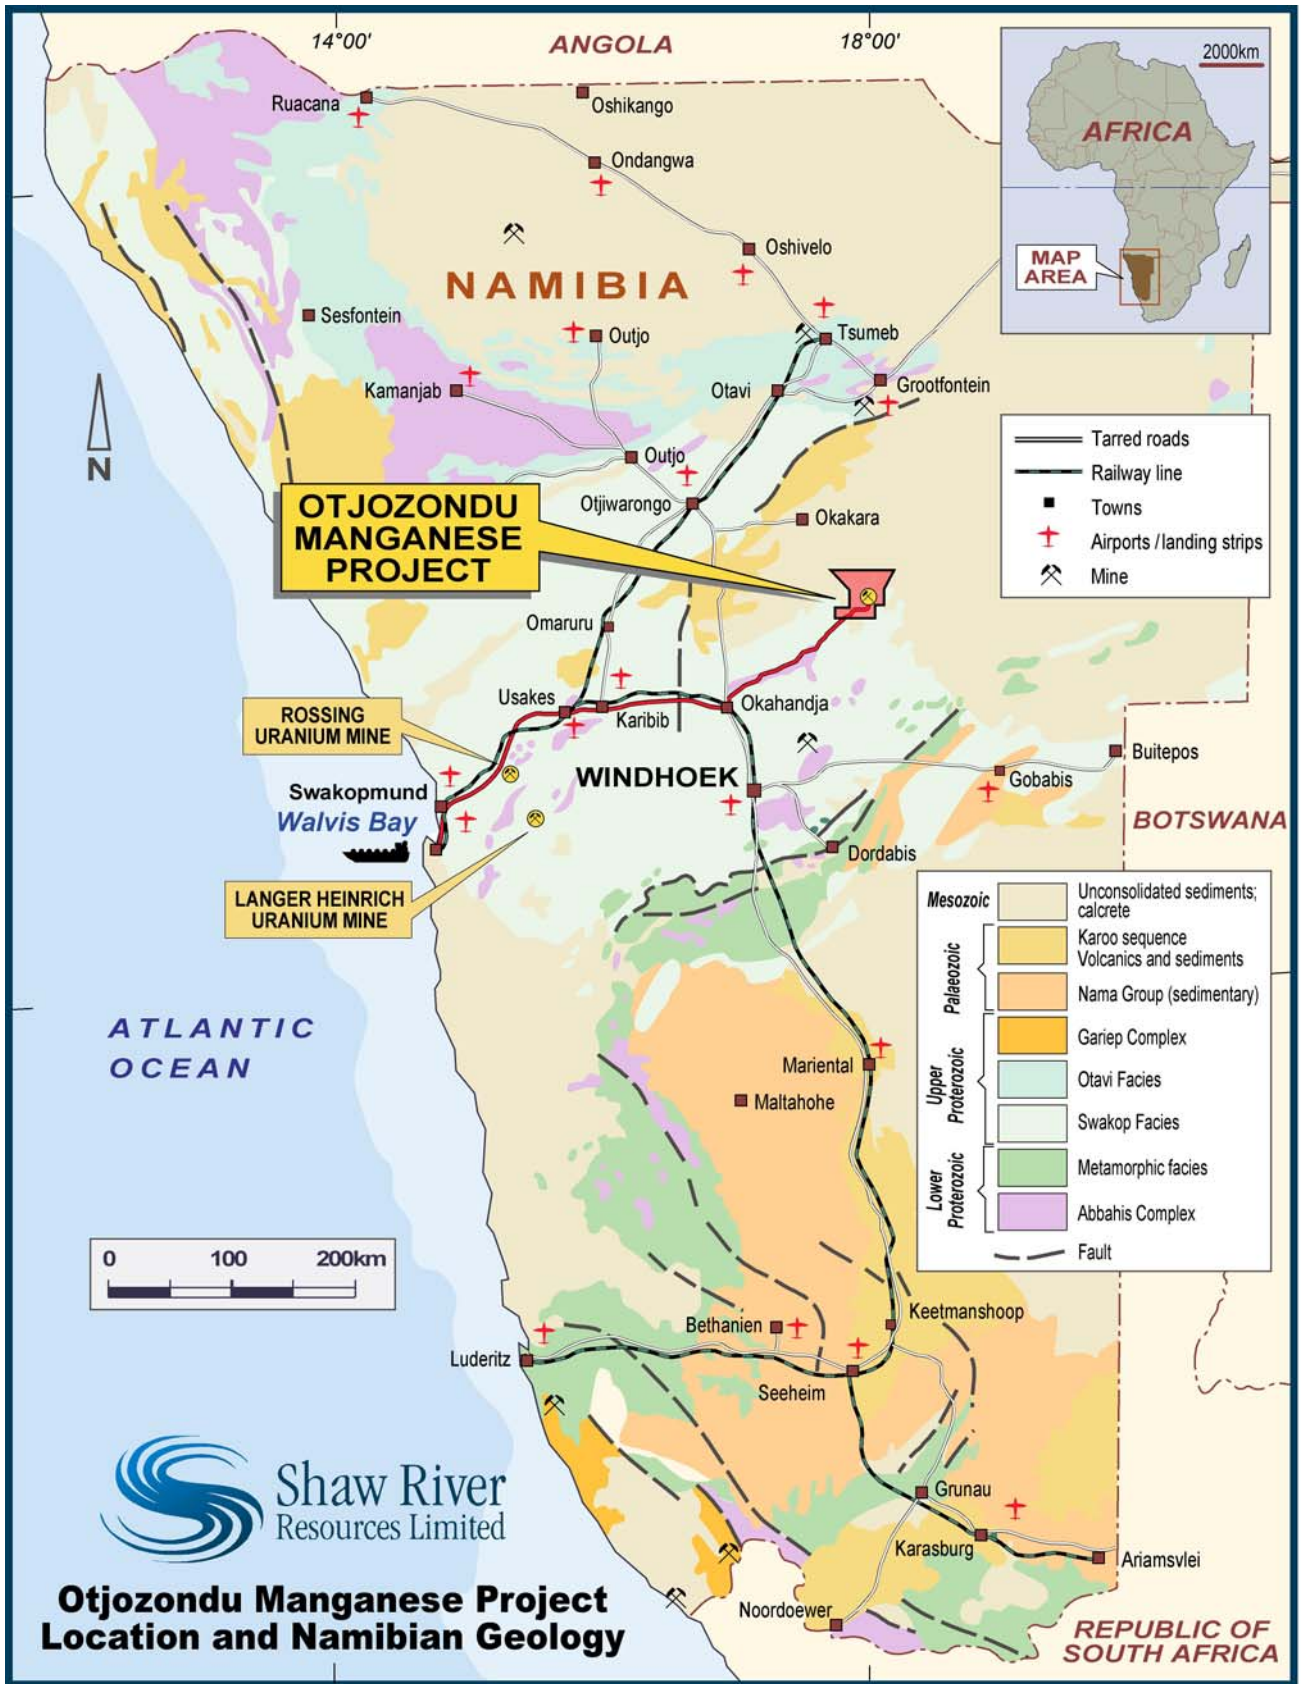 14°00'
18°00'
ANGOLA
2000km
AFRICA
MAP
AREA
Ruacana
Oshikango
Ondangwa
Oshivelo
NAMIBIA
Sesfontein
Outjo
Tsumeb
Kamanjab
Otavi
Grootfontein
N
Outjo
Otjiwarongo
Okakara
OTJOZONDU
MANGANESE
PROJECT
Tarred roads
Railway line
Towns
Airports / landing strips
Mine
Omaruru
Usakes
Karibib
Okahandja
ROSSING
URANIUM MINE
WINDHOEK
Buitepos
Gobabis
Swakopmund
Walvis Bay
BOTSWANA
Dordabis
LANGER HEINRICH
URANIUM MINE
Mesozoic
Unconsolidated sediments;
calcrete
Palaeozoic
Karoo sequence
Volcanics and sediments
Nama Group (sedimentary)
Upper
Proterozoic
Gariep Complex
Otavi Facies
Swakop Facies
Lower
Proterozoic
Metamorphic facies
Abbahis Complex
Fault
ATLANTIC
OCEAN
Mariental
Maltahohe
0 100 200km
Keetmanshoop
Bethanien
Luderitz
Seeheim
Grunau
Karasburg
Ariamsvlei
Noordoewer
REPUBLIC OF
SOUTH AFRICA
Shaw River
Resources Limited
Otjozondu Manganese Project
Location and Namibian Geology